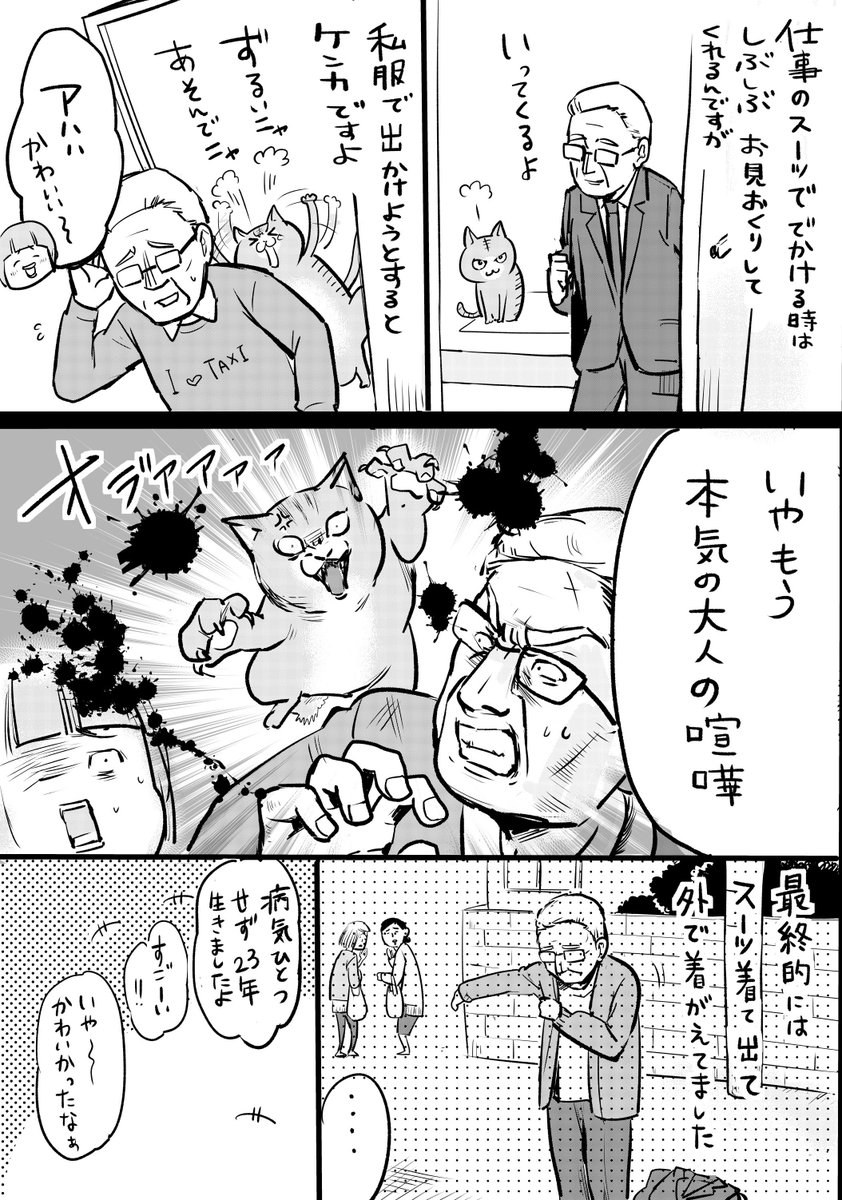 仕事のスーツででかける時は
しぶしぶ お見おくりして
くれるんですが
いってくるよ
私服で出かけようとすると
ケンカですよ
ずるいニャ
あそんでニャ
アハハ
かわいい〜
I ♡ TAXI
いやもう
本気の大人の喧嘩
オ゛ヴァアアアァ
最終的には
スーツ着て出て
外で着がえてました
‥‥
病気ひとつ
せず 23年
生きましたよ
すごーい
!!
いや〜〜
かわいかったなぁ